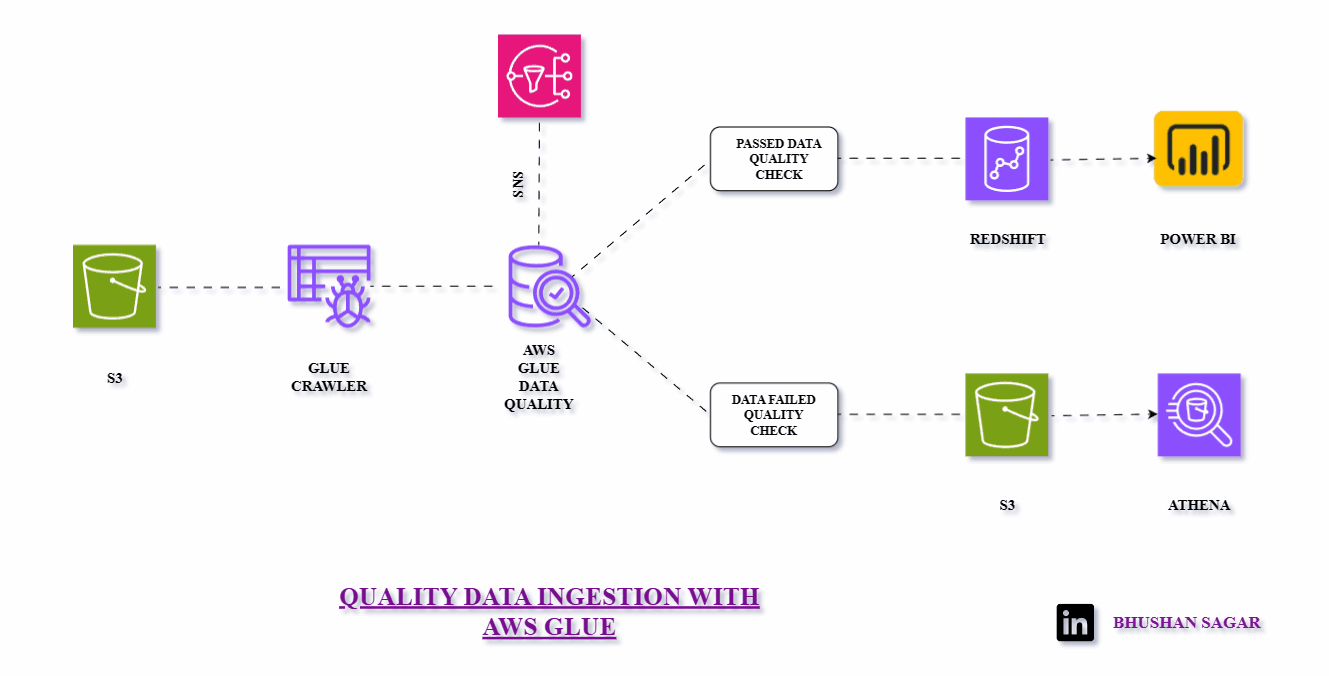 SNS
PASSED DATA
QUALITY
CHECK
REDSHIFT
POWER BI
S3
GLUE
CRAWLER
AWS
GLUE
DATA
QUALITY
DATA FAILED
QUALITY
CHECK
S3
ATHENA
QUALITY DATA INGESTION WITH
AWS GLUE
in
BHUSHAN SAGAR